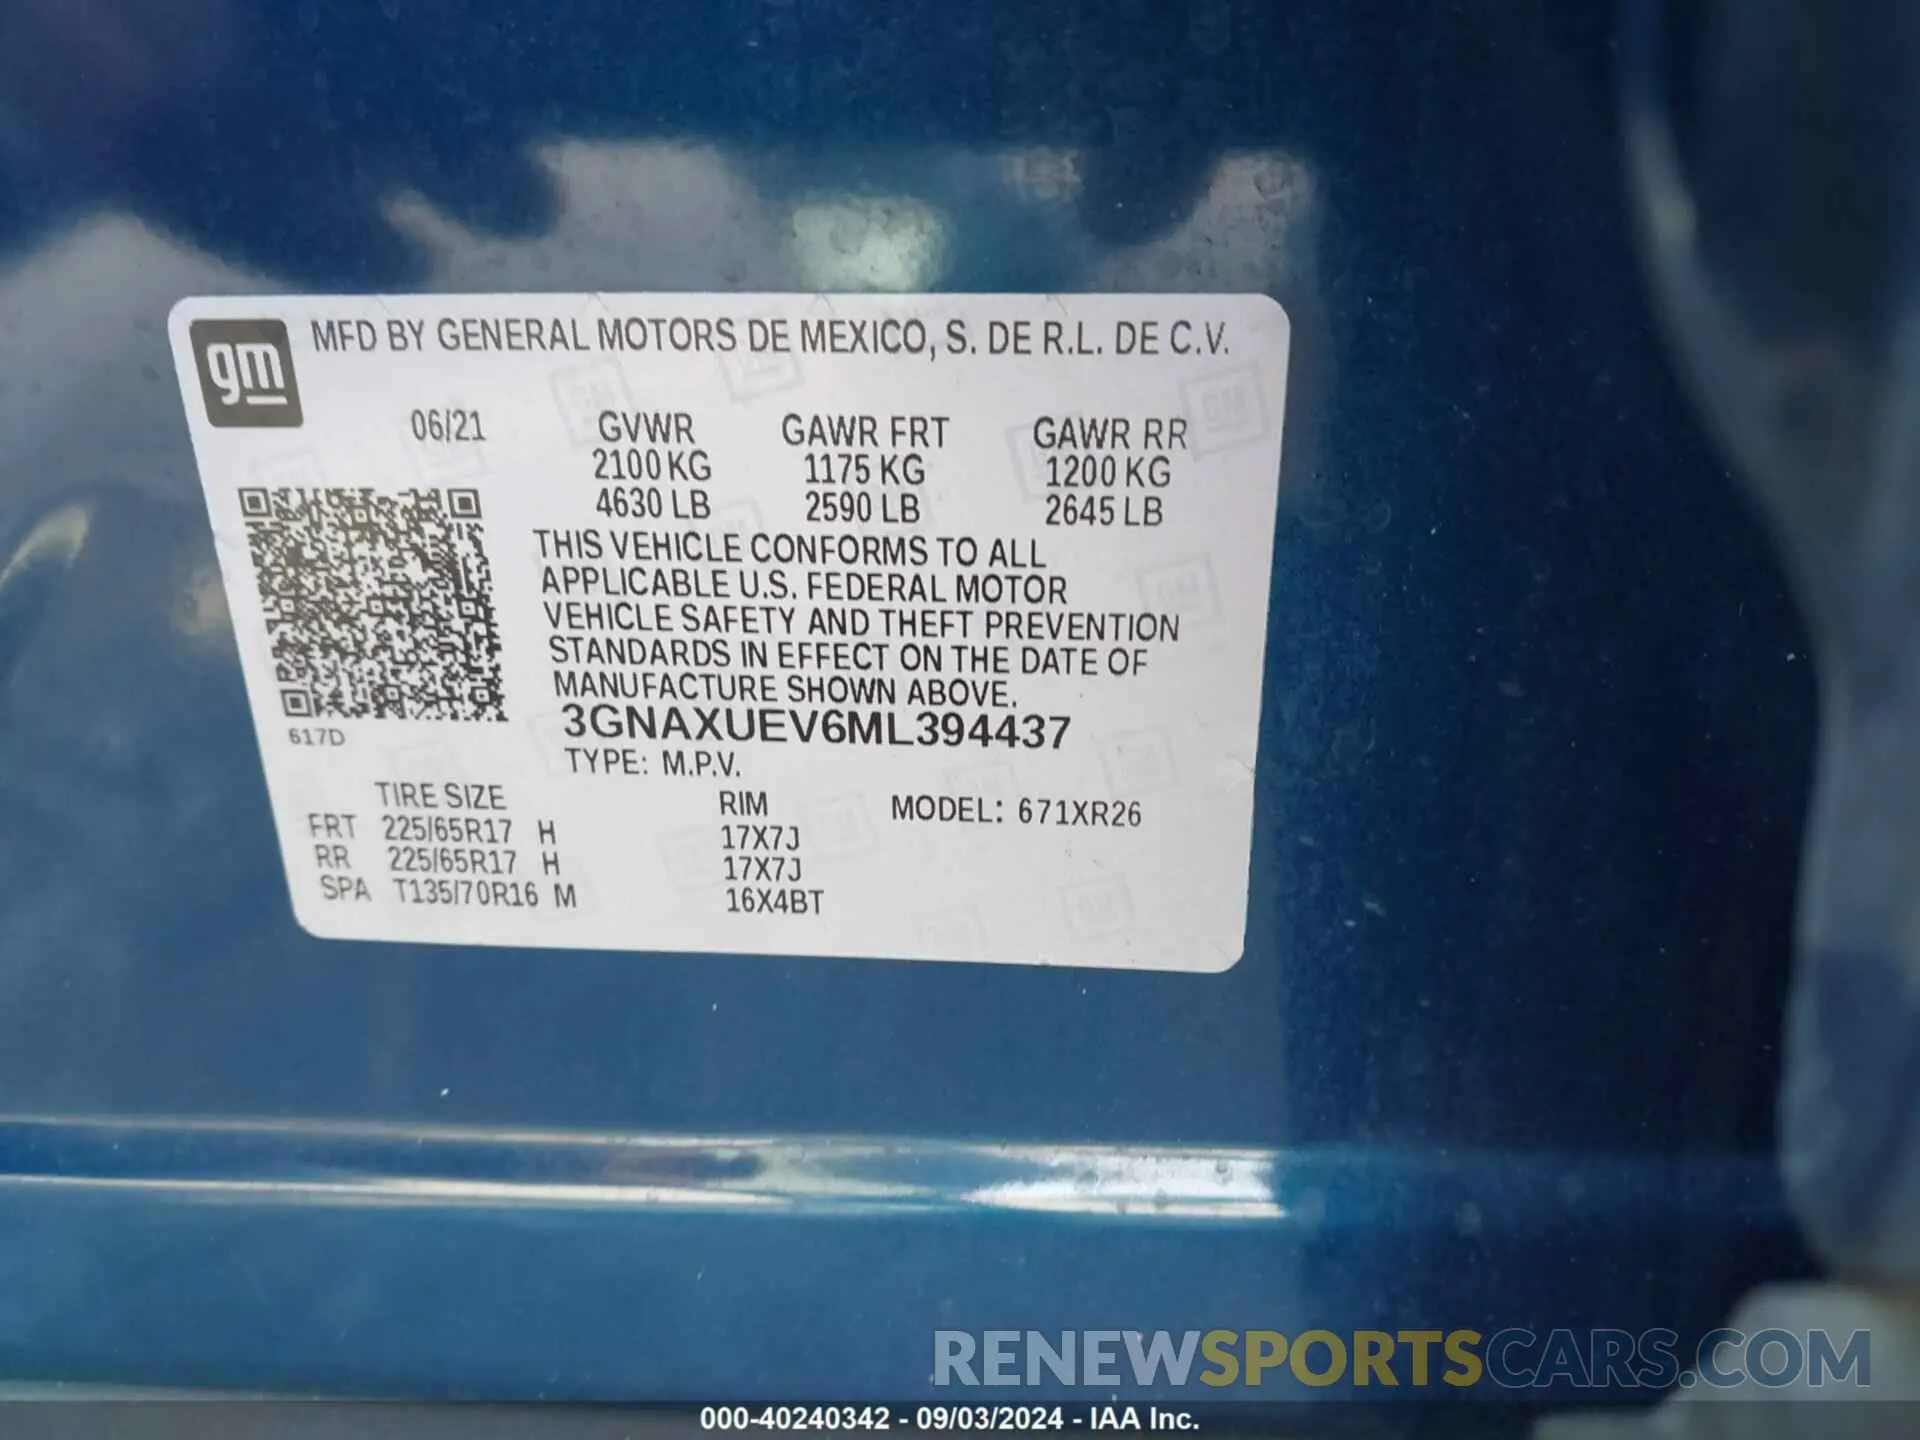 gm MFD BY GENERAL MOTORS DE MEXICO, S. DE R.L. DE C.V.
06/21 GVWR GAWR FRT GAWR RR
2100 KG 1175 KG 1200 KG
4630 LB 2590 LB 2645 LB
THIS VEHICLE CONFORMS TO ALL
APPLICABLE U.S. FEDERAL MOTOR
VEHICLE SAFETY AND THEFT PREVENTION
STANDARDS IN EFFECT ON THE DATE OF
MANUFACTURE SHOWN ABOVE.
3GNAXUEV6ML394437
617D
TYPE: M.P.V.
TIRE SIZE RIM MODEL: 671XR26
FRT 225/65R17 H 17X7J
RR 225/65R17 H 17X7J
SPA T135/70R16 M 16X4BT
RENEWSPORTSCARS.COM
000-40240342 - 09/03/2024 - IAA Inc.